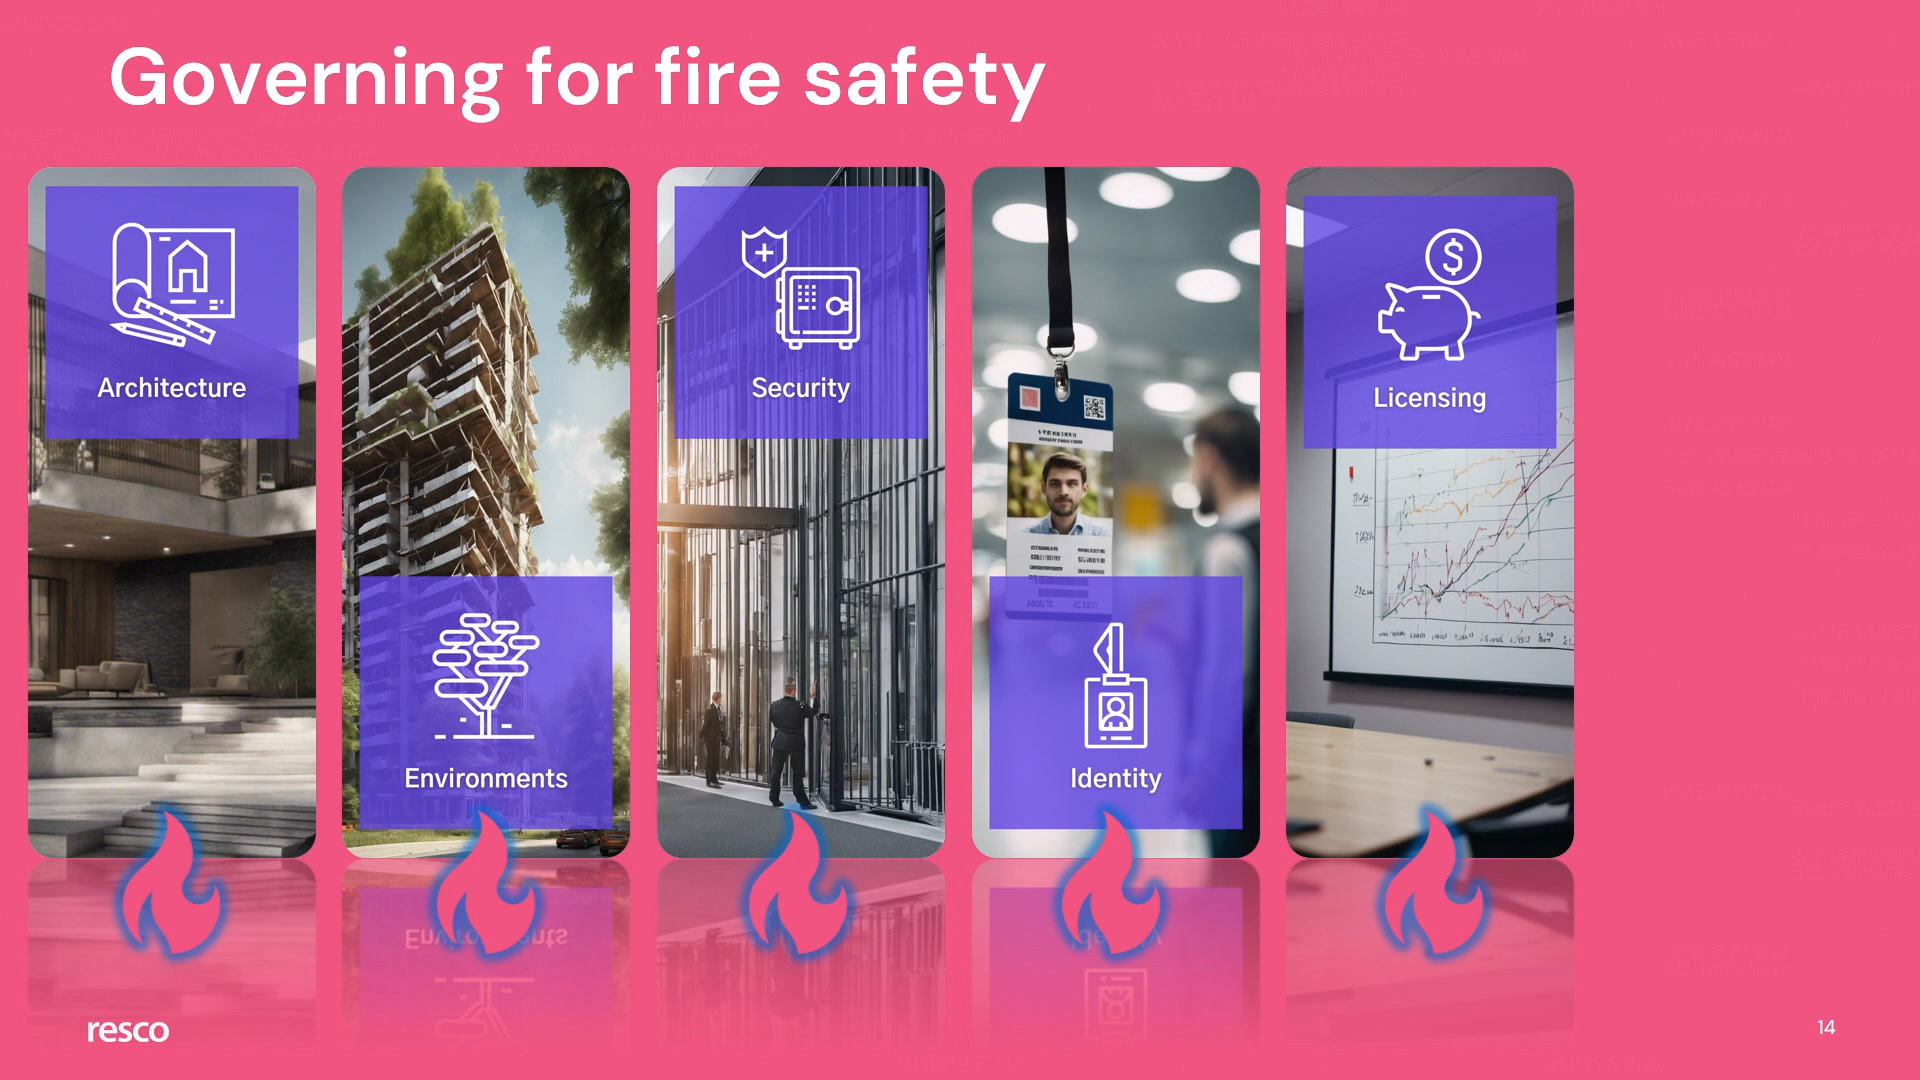 Governing for fire safety
Architecture
Environments
Security
Identity
Licensing
resco
14